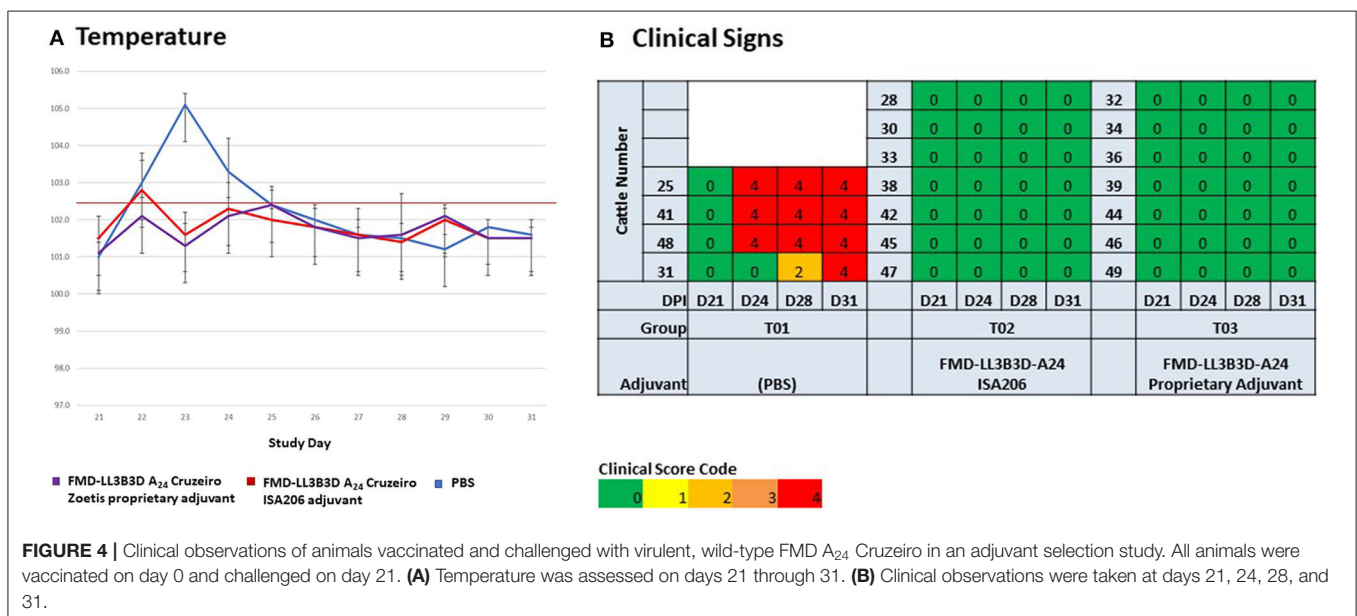 A Temperature
106.0
105.0
104.0
103.0
102.0
101.0
100.0
99.0
98.0
97.0
21 22 23 24 25 26 27 28 29 30 31
Study Day
FMD-LL3B3D A24 Cruzeiro
Zoetis proprietary adjuvant
FMD-LL3B3D A24 Cruzeiro
ISA206 adjuvant
PBS
B Clinical Signs
Cattle Number
28 0 0 0 0 32 0 0 0 0
30 0 0 0 0 34 0 0 0 0
33 0 0 0 0 36 0 0 0 0
25 0 4 4 4 38 0 0 0 0 39 0 0 0 0
41 0 4 4 4 42 0 0 0 0 44 0 0 0 0
48 0 4 4 4 45 0 0 0 0 46 0 0 0 0
31 0 0 2 4 47 0 0 0 0 49 0 0 0 0
DPI D21 D24 D28 D31 D21 D24 D28 D31 D21 D24 D28 D31
Group T01 T02 T03
Adjuvant (PBS)
FMD-LL3B3D-A24
ISA206
FMD-LL3B3D-A24
Proprietary Adjuvant
Clinical Score Code
0 1 2 3 4
FIGURE 4 | Clinical observations of animals vaccinated and challenged with virulent, wild-type FMD A24 Cruzeiro in an adjuvant selection study. All animals were
vaccinated on day 0 and challenged on day 21. (A) Temperature was assessed on days 21 through 31. (B) Clinical observations were taken at days 21, 24, 28, and
31.